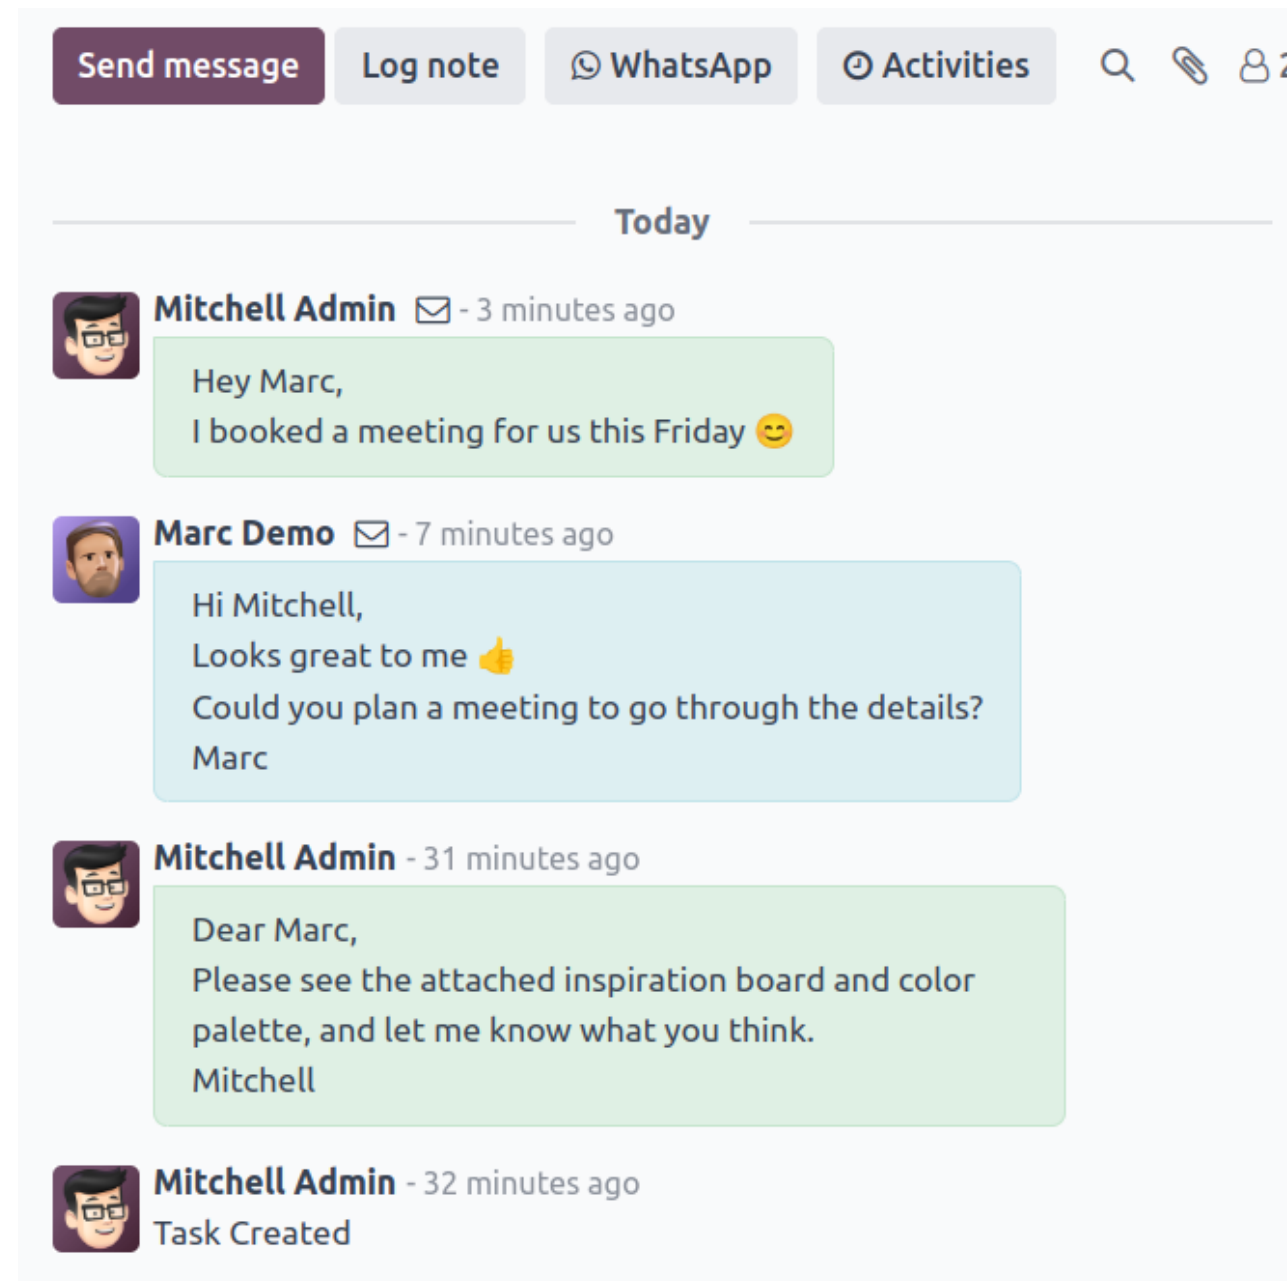 Send message Log note WhatsApp Activities 2
Today
Mitchell Admin - 3 minutes ago
Hey Marc,
I booked a meeting for us this Friday 😊
Marc Demo - 7 minutes ago
Hi Mitchell,
Looks great to me 👍
Could you plan a meeting to go through the details?
Marc
Mitchell Admin - 31 minutes ago
Dear Marc,
Please see the attached inspiration board and color
palette, and let me know what you think.
Mitchell
Mitchell Admin - 32 minutes ago
Task Created